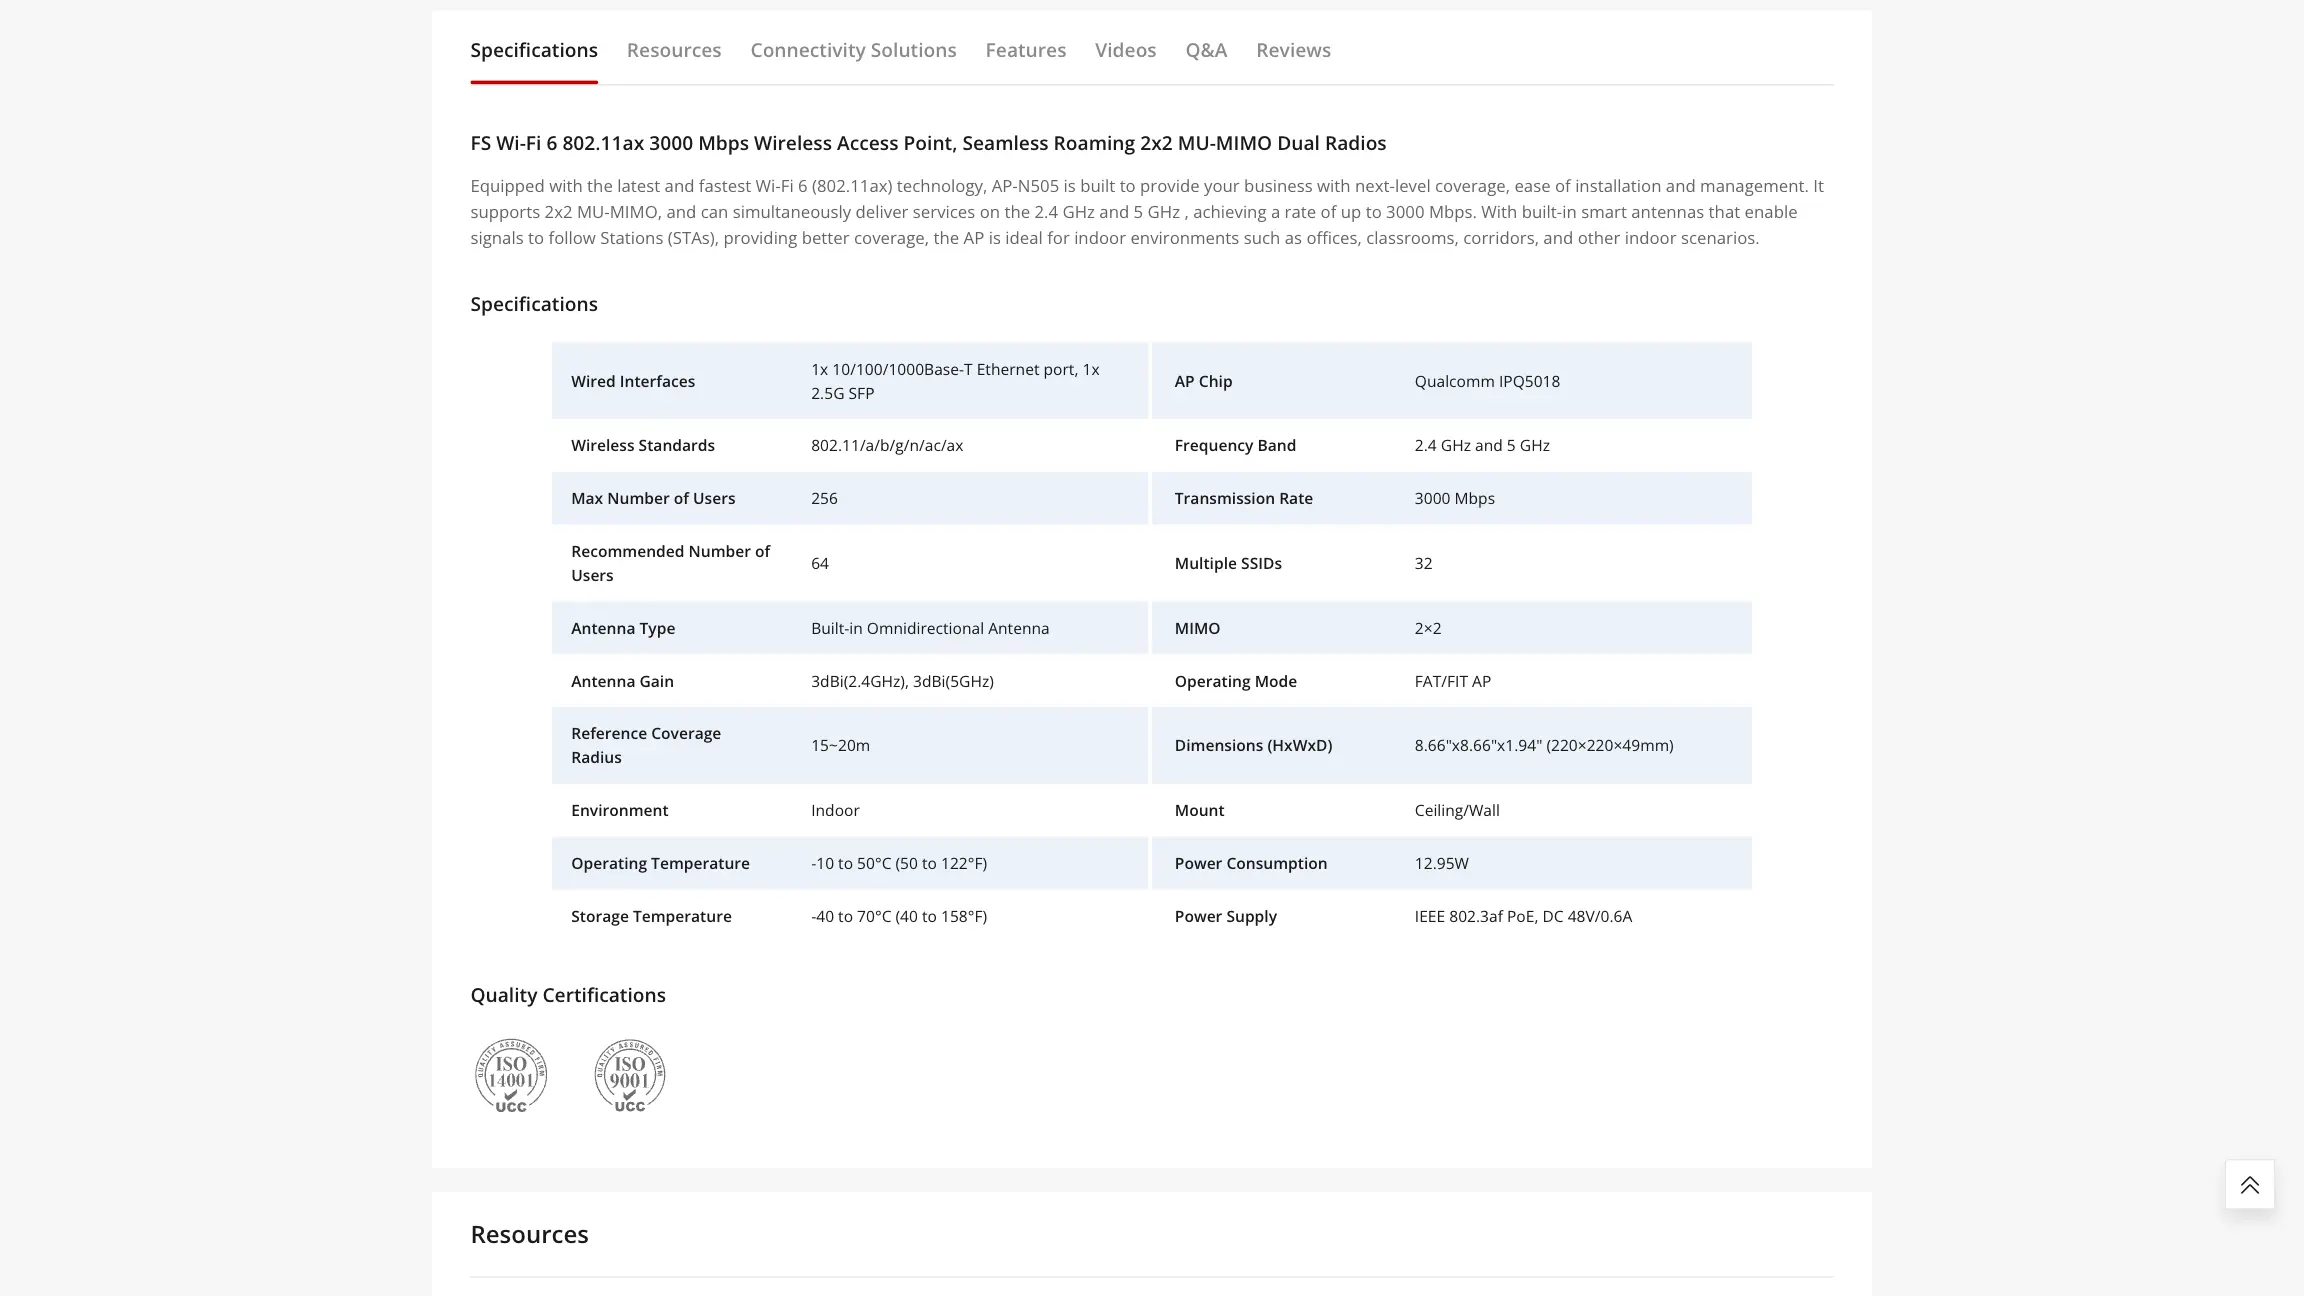 Specifications Resources Connectivity Solutions Features Videos Q&A Reviews
FS Wi-Fi 6 802.11ax 3000 Mbps Wireless Access Point, Seamless Roaming 2x2 MU-MIMO Dual Radios
Equipped with the latest and fastest Wi-Fi 6 (802.11ax) technology, AP-N505 is built to provide your business with next-level coverage, ease of installation and management. It
supports 2x2 MU-MIMO, and can simultaneously deliver services on the 2.4 GHz and 5 GHz , achieving a rate of up to 3000 Mbps. With built-in smart antennas that enable
signals to follow Stations (STAs), providing better coverage, the AP is ideal for indoor environments such as offices, classrooms, corridors, and other indoor scenarios.
Specifications
Wired Interfaces
1x 10/100/1000Base-T Ethernet port, 1x
2.5G SFP
AP Chip
Qualcomm IPQ5018
Wireless Standards
802.11/a/b/g/n/ac/ax
Frequency Band
2.4 GHz and 5 GHz
Max Number of Users
256
Transmission Rate
3000 Mbps
Recommended Number of
Users
64
Multiple SSIDs
32
Antenna Type
Built-in Omnidirectional Antenna
MIMO
2×2
Antenna Gain
3dBi(2.4GHz), 3dBi(5GHz)
Operating Mode
FAT/FIT AP
Reference Coverage
Radius
15~20m
Dimensions (HxWxD)
8.66"x8.66"x1.94" (220×220×49mm)
Environment
Indoor
Mount
Ceiling/Wall
Operating Temperature
-10 to 50°C (50 to 122°F)
Power Consumption
12.95W
Storage Temperature
-40 to 70°C (40 to 158°F)
Power Supply
IEEE 802.3af PoE, DC 48V/0.6A
Quality Certifications
QUALITY ASSURED FIRM
ISO
14001
UCC
QUALITY ASSURED FIRM
ISO
9001
UCC
Resources